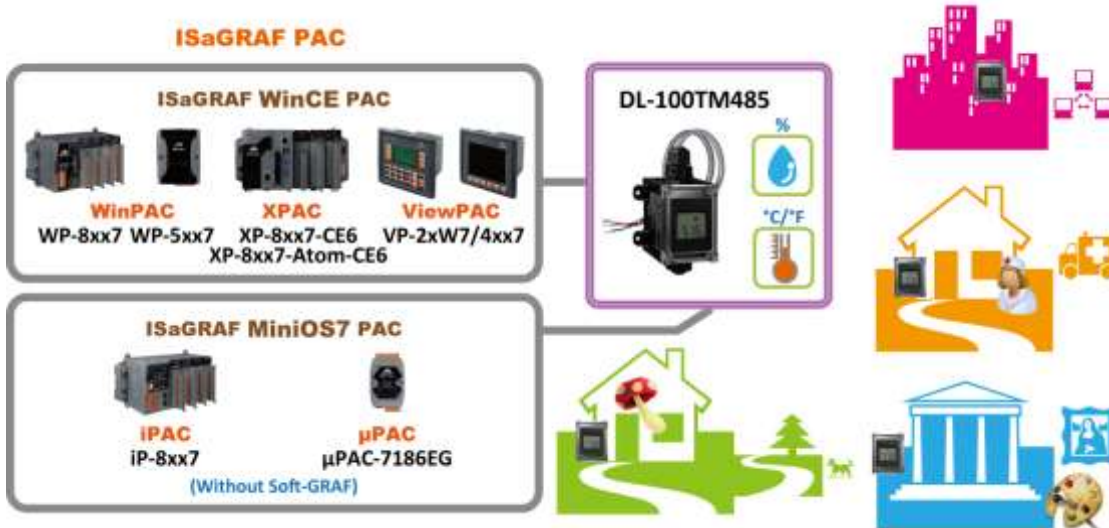 ISaGRAF PAC
ISaGRAF WinCE PAC
WinPAC
WP-8xx7 WP-5xx7
XPAC
XP-8xx7-CE6
XP-8xx7-Atom-CE6
ViewPAC
VP-2xW7/4xx7
ISaGRAF MiniOS7 PAC
iPAC
iP-8xx7
µPAC
µPAC-7186EG
(Without Soft-GRAF)
DL-100TM485
%
°C/°F